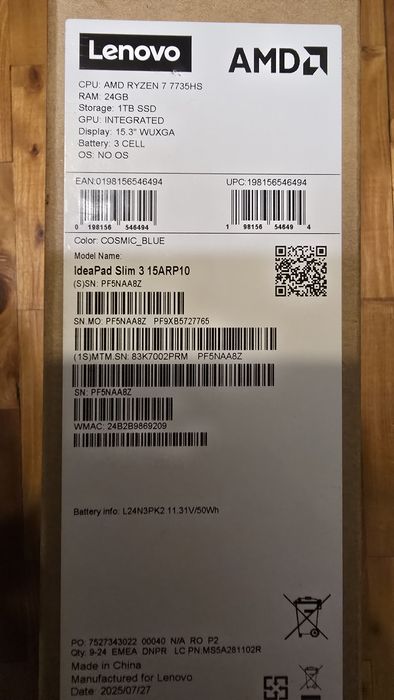 Lenovo
AMD
CPU: AMD RYZEN 7 7735HS
RAM: 24GB
Storage: 1TB SSD
GPU: INTEGRATED
Display: 15.3" WUXGA
Battery: 3 CELL
OS: NO OS
EAN:0198156546494
UPC:198156546494
0 198156 546494
1 98156 54649 4
Color: COSMIC_BLUE
Model Name:
IdeaPad Slim 3 15ARP10
(S)SN: PF5NAA8Z
SN.MO: PF5NAA8Z PF9XB5727765
(1S)MTM.SN: 83K7002PRM PF5NAA8Z
SN: PF5NAA8Z
WMAC: 24B2B9869209
Battery info: L24N3PK2 11.31V/50Wh
PO: 7527343022 00040 N/A RO P2
Qty: 9-24 EMEA DNPR LC PN:MS5A281102R
Made in China
Manufactured for Lenovo
Date: 2025/07/27